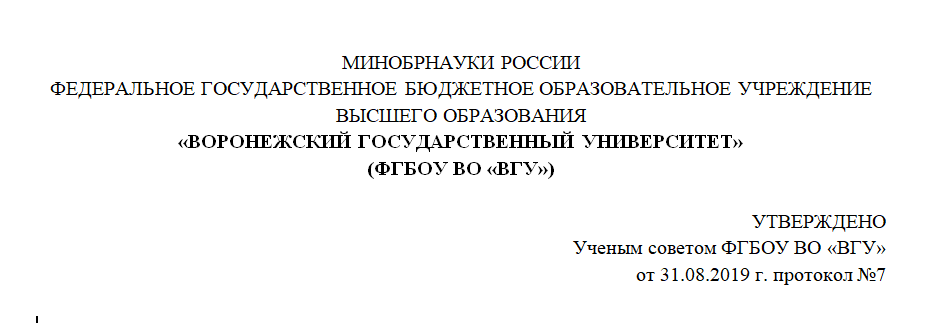 МИНОБРНАУКИ РОССИИ
ФЕДЕРАЛЬНОЕ ГОСУДАРСТВЕННОЕ БЮДЖЕТНОЕ ОБРАЗОВАТЕЛЬНОЕ УЧРЕЖДЕНИЕ
ВЫСШЕГО ОБРАЗОВАНИЯ
«ВОРОНЕЖСКИЙ ГОСУДАРСТВЕННЫЙ УНИВЕРСИТЕТ»
(ФГБОУ ВО «ВГУ»)
УТВЕРЖДЕНО
Ученым советом ФГБОУ ВО «ВГУ»
от 31.08.2019 г. протокол №7